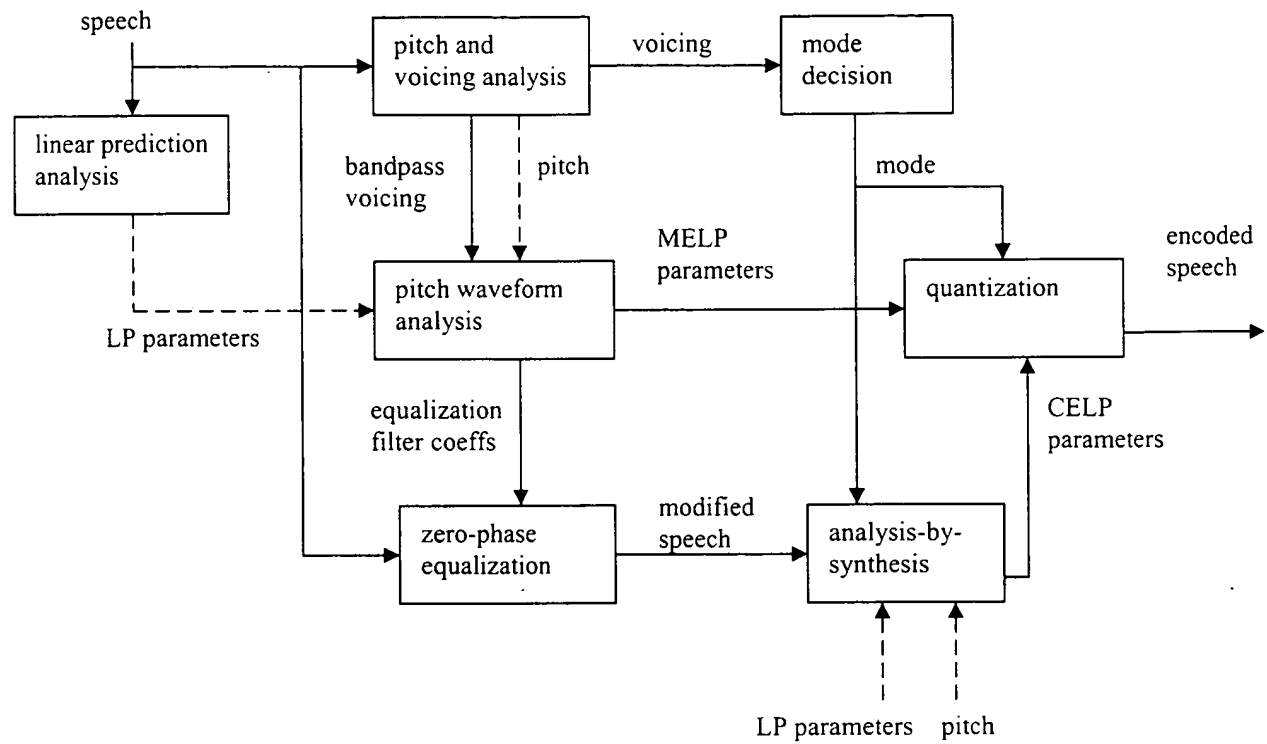 speech
pitch and
voicing analysis
voicing
mode
decision
linear prediction
analysis
bandpass
voicing
pitch
mode
MELP
parameters
encoded
speech
pitch waveform
analysis
quantization
LP parameters
equalization
filter coeffs
CELP
parameters
zero-phase
equalization
modified
speech
analysis-by-
synthesis
LP parameters
pitch